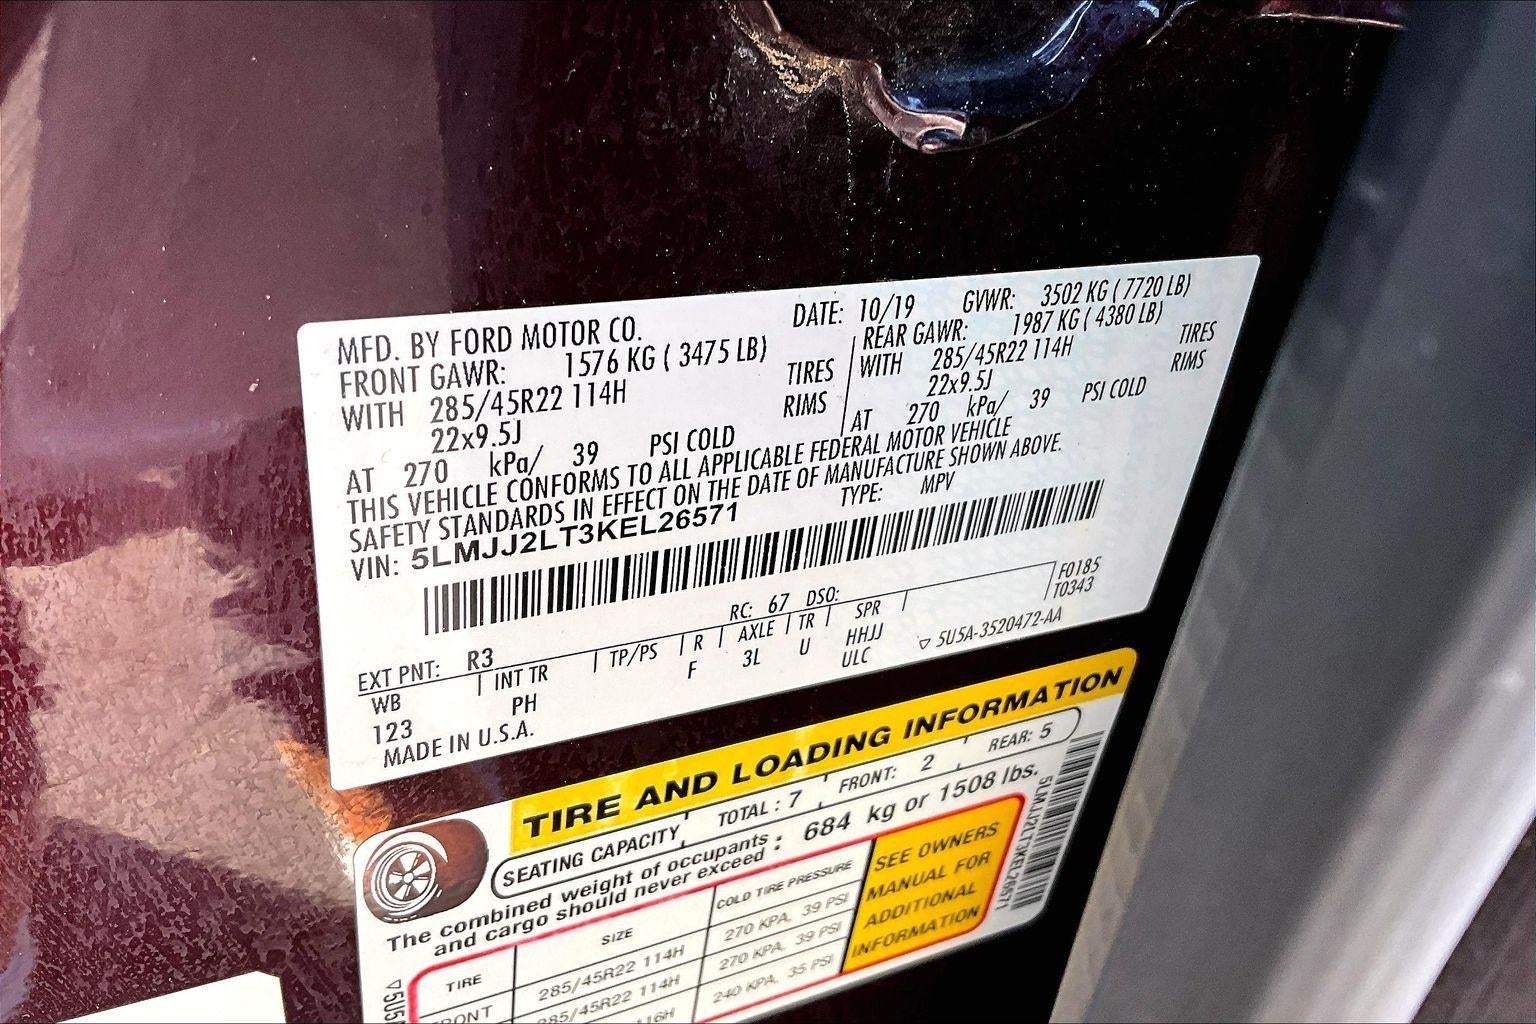 MFD. BY FORD MOTOR CO.
DATE: 10/19 GVWR: 3502 KG ( 7720 LB)
FRONT GAWR: 1576 KG ( 3475 LB)
REAR GAWR: 1987 KG ( 4380 LB)
WITH 285/45R22 114H TIRES
WITH 285/45R22 114H TIRES
22x9.5J RIMS
22x9.5J RIMS
AT 270 kPa/ 39 PSI COLD
AT 270 kPa/ 39 PSI COLD
THIS VEHICLE CONFORMS TO ALL APPLICABLE FEDERAL MOTOR VEHICLE
SAFETY STANDARDS IN EFFECT ON THE DATE OF MANUFACTURE SHOWN ABOVE.
VIN: 5LMJJ2LT3KEL26571
TYPE: MPV
EXT PNT: R3 RC: 67 DSO:
F0185
T0343
WB INT TR TP/PS R AXLE TR SPR
123 PH F 3L U HHJJ
ULC
MADE IN U.S.A.
▽ 5U5A-3520472-AA
TIRE AND LOADING INFORMATION
SEATING CAPACITY TOTAL : 7 FRONT: 2 REAR: 5
The combined weight of occupants
and cargo should never exceed : 684 kg or 1508 lbs.
TIRE SIZE COLD TIRE PRESSURE
285/45R22 114H 270 KPA, 39 PSI
285/45R22 114H 270 KPA, 39 PSI
116H 240 KPA, 35 PSI
SEE OWNERS
MANUAL FOR
ADDITIONAL
INFORMATION
5LMJJ2LT3KEL26571